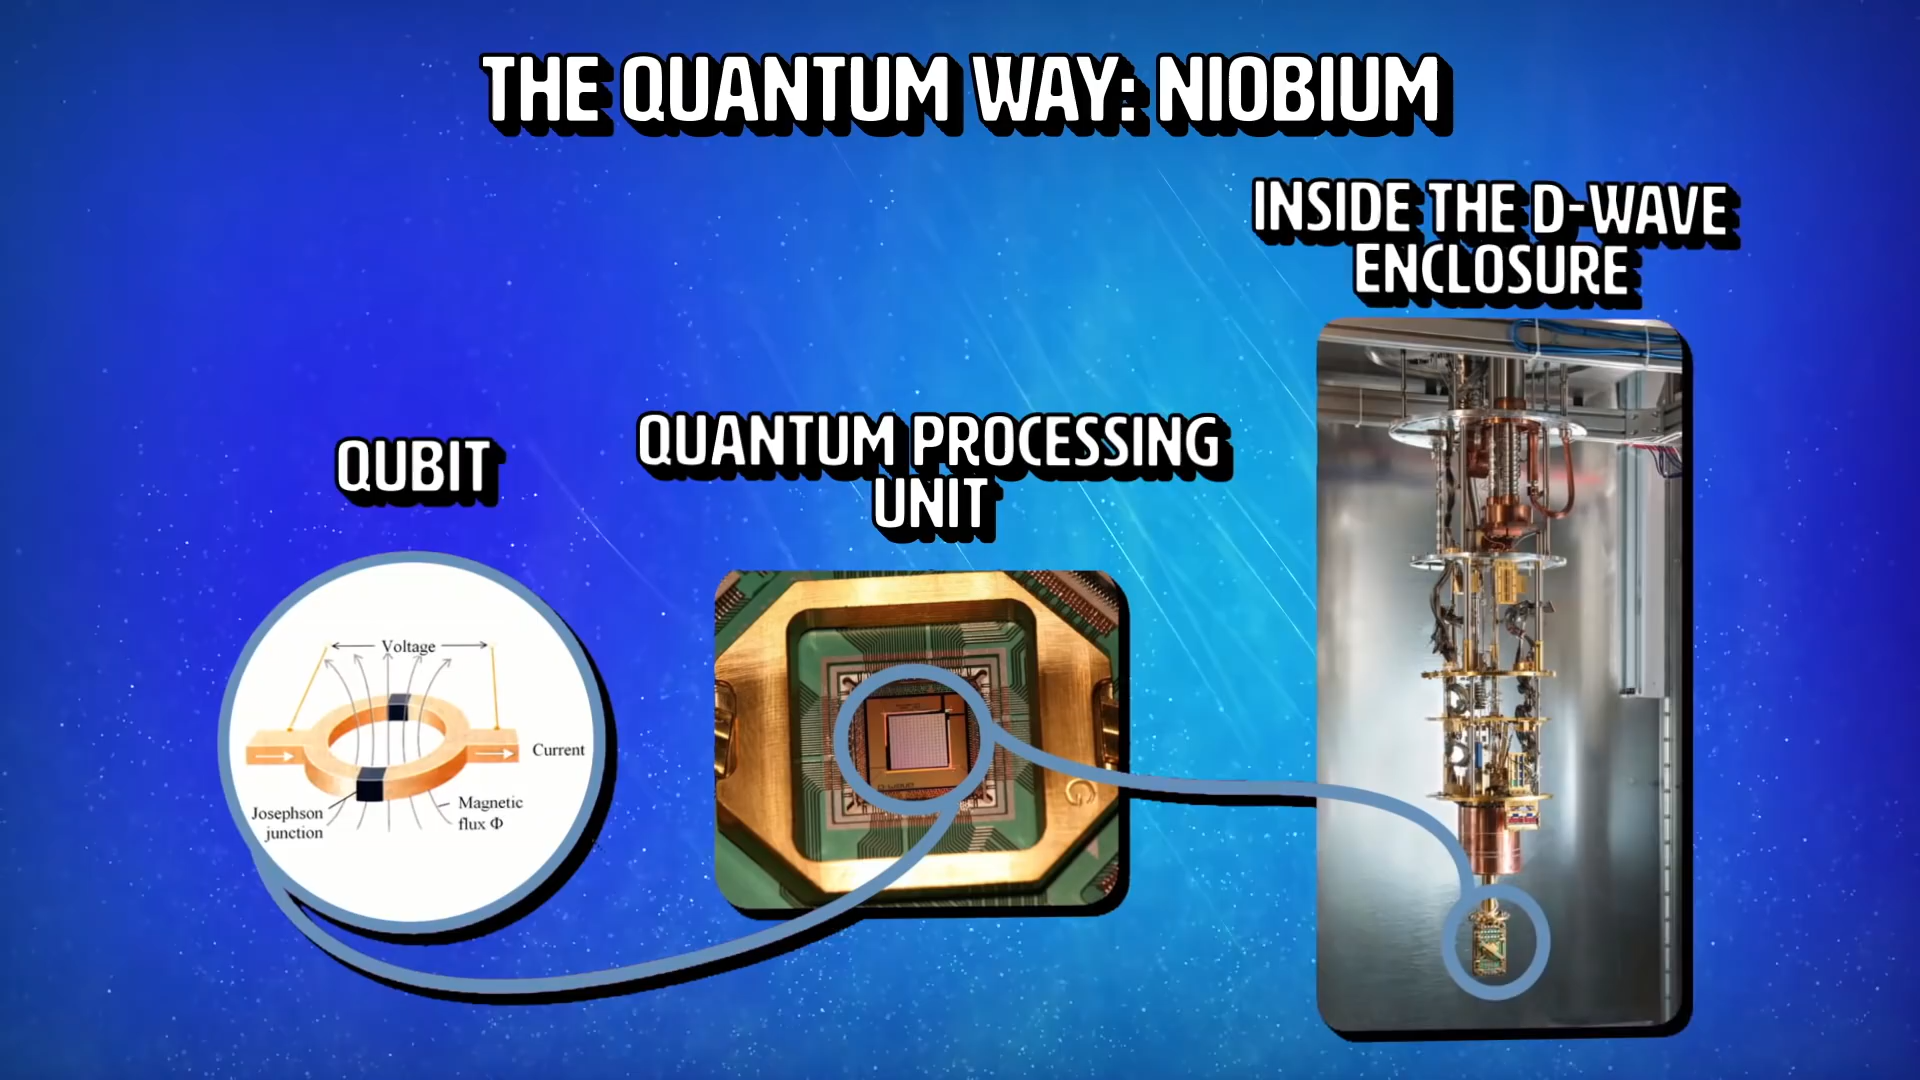 THE QUANTUM WAY: NIOBIUM
INSIDE THE D-WAVE
ENCLOSURE
QUBIT
QUANTUM PROCESSING
UNIT
Voltage
Current
Josephson
junction
Magnetic
flux Φ